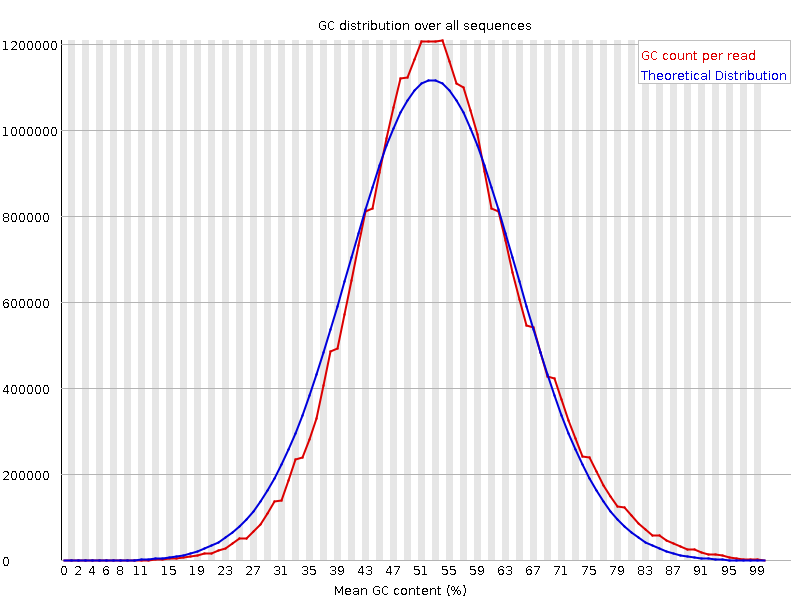 GC distribution over all sequences
GC count per read
Theoretical Distribution
1200000
1000000
800000
600000
400000
200000
0
0 2 4 6 8 11 15 19 23 27 31 35 39 43 47 51 55 59 63 67 71 75 79 83 87 91 95 99
Mean GC content (%)